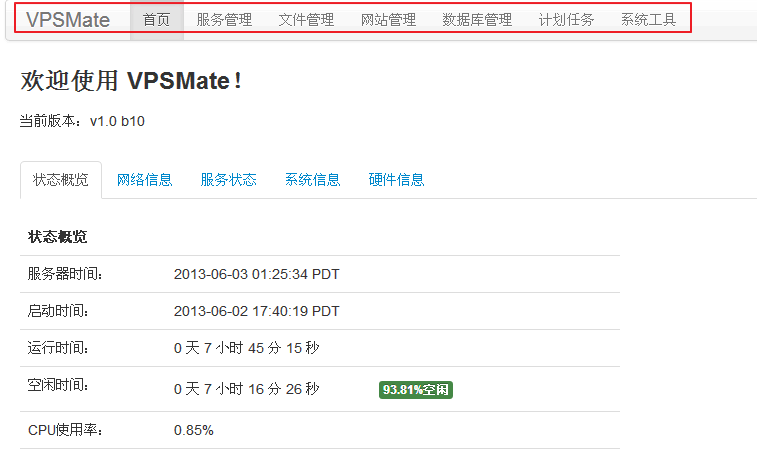 VPSMate 首页 服务管理 文件管理 网站管理 数据库管理 计划任务 系统工具
欢迎使用 VPSMate！
当前版本：v1.0 b10
状态概览 网络信息 服务状态 系统信息 硬件信息
状态概览
服务器时间： 2013-06-03 01:25:34 PDT
启动时间： 2013-06-02 17:40:19 PDT
运行时间： 0 天 7 小时 45 分 15 秒
空闲时间： 0 天 7 小时 16 分 26 秒 93.81%空闲
CPU使用率： 0.85%